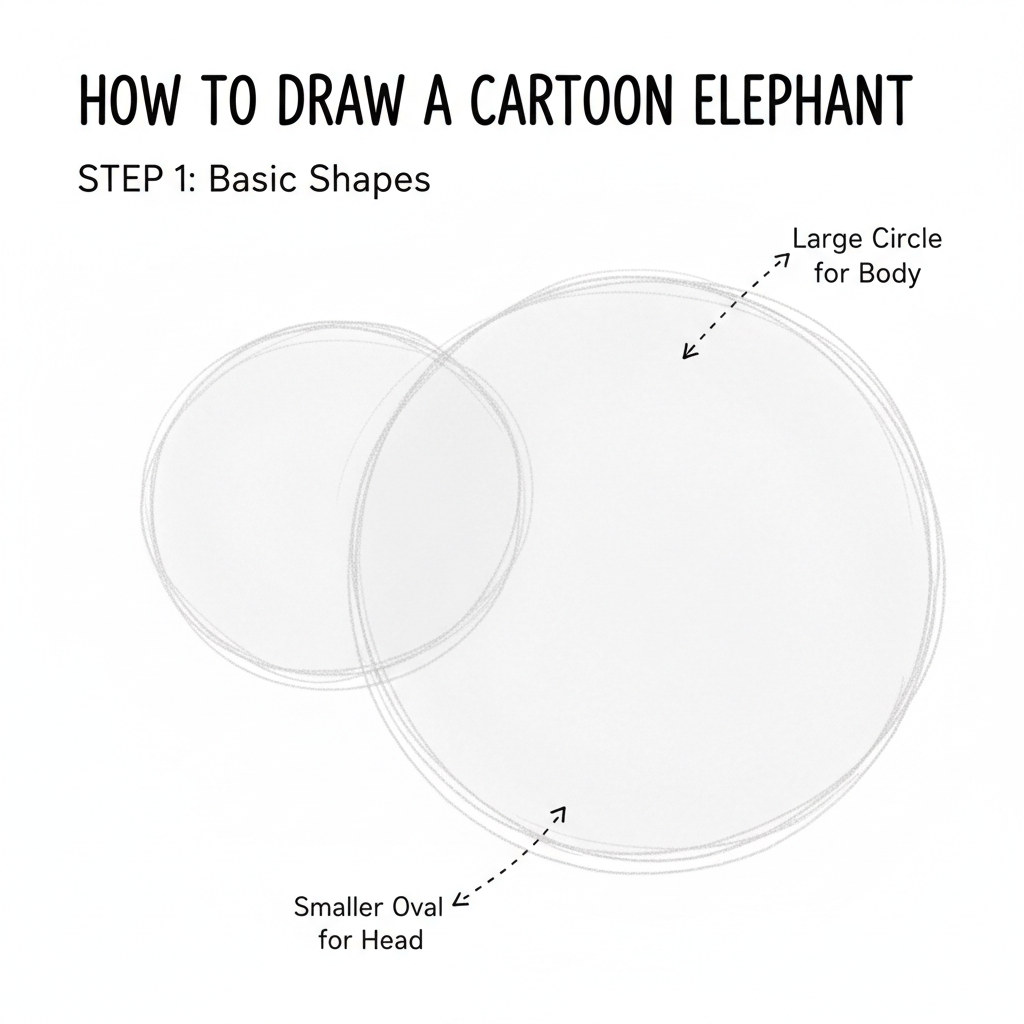 HOW TO DRAW A CARTOON ELEPHANT
STEP 1: Basic Shapes
Large Circle
for Body
Smaller Oval
for Head